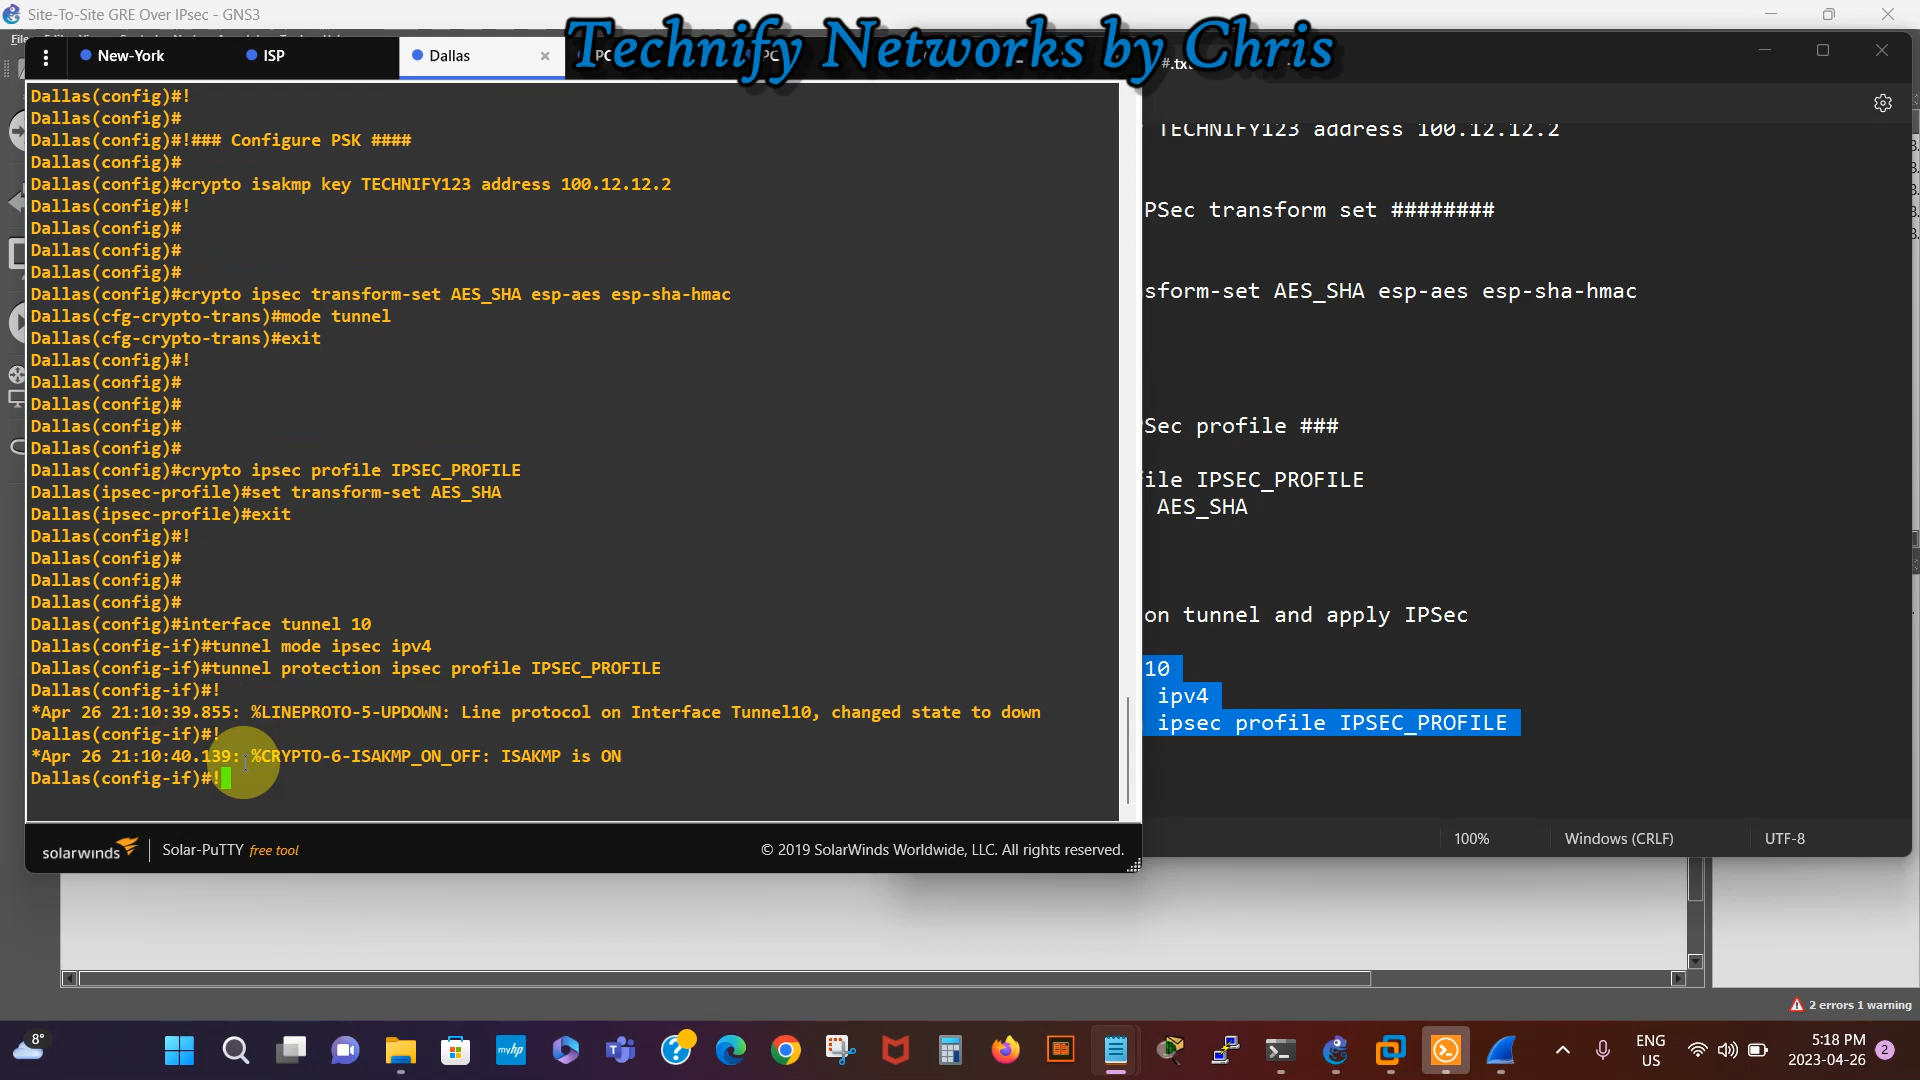 Site-To-Site GRE Over IPsec - GNS3
Technify Networks by Chris
New-York
ISP
Dallas
PC
PC
#.txt
Dallas(config)#!
Dallas(config)#
Dallas(config)#!### Configure PSK ####
Dallas(config)#
Dallas(config)#crypto isakmp key TECHNIFY123 address 100.12.12.2
Dallas(config)#!
Dallas(config)#
Dallas(config)#
Dallas(config)#
Dallas(config)#crypto ipsec transform-set AES_SHA esp-aes esp-sha-hmac
Dallas(cfg-crypto-trans)#mode tunnel
Dallas(cfg-crypto-trans)#exit
Dallas(config)#!
Dallas(config)#
Dallas(config)#
Dallas(config)#
Dallas(config)#
Dallas(config)#crypto ipsec profile IPSEC_PROFILE
Dallas(ipsec-profile)#set transform-set AES_SHA
Dallas(ipsec-profile)#exit
Dallas(config)#!
Dallas(config)#
Dallas(config)#
Dallas(config)#
Dallas(config)#interface tunnel 10
Dallas(config-if)#tunnel mode ipsec ipv4
Dallas(config-if)#tunnel protection ipsec profile IPSEC_PROFILE
Dallas(config-if)#!
*Apr 26 21:10:39.855: %LINEPROTO-5-UPDOWN: Line protocol on Interface Tunnel10, changed state to down
Dallas(config-if)#!
*Apr 26 21:10:40.139: %CRYPTO-6-ISAKMP_ON_OFF: ISAKMP is ON
Dallas(config-if)#!
solarwinds
Solar-PuTTY free tool
© 2019 SolarWinds Worldwide, LLC. All rights reserved.
TECHNIFY123 address 100.12.12.2
PSec transform set ########
sform-set AES_SHA esp-aes esp-sha-hmac
Sec profile ###
ile IPSEC_PROFILE
AES_SHA
on tunnel and apply IPSec
10
ipv4
ipsec profile IPSEC_PROFILE
100%
Windows (CRLF)
UTF-8
2 errors 1 warning
8°
myhp
ENG
US
5:18 PM
2023-04-26
2